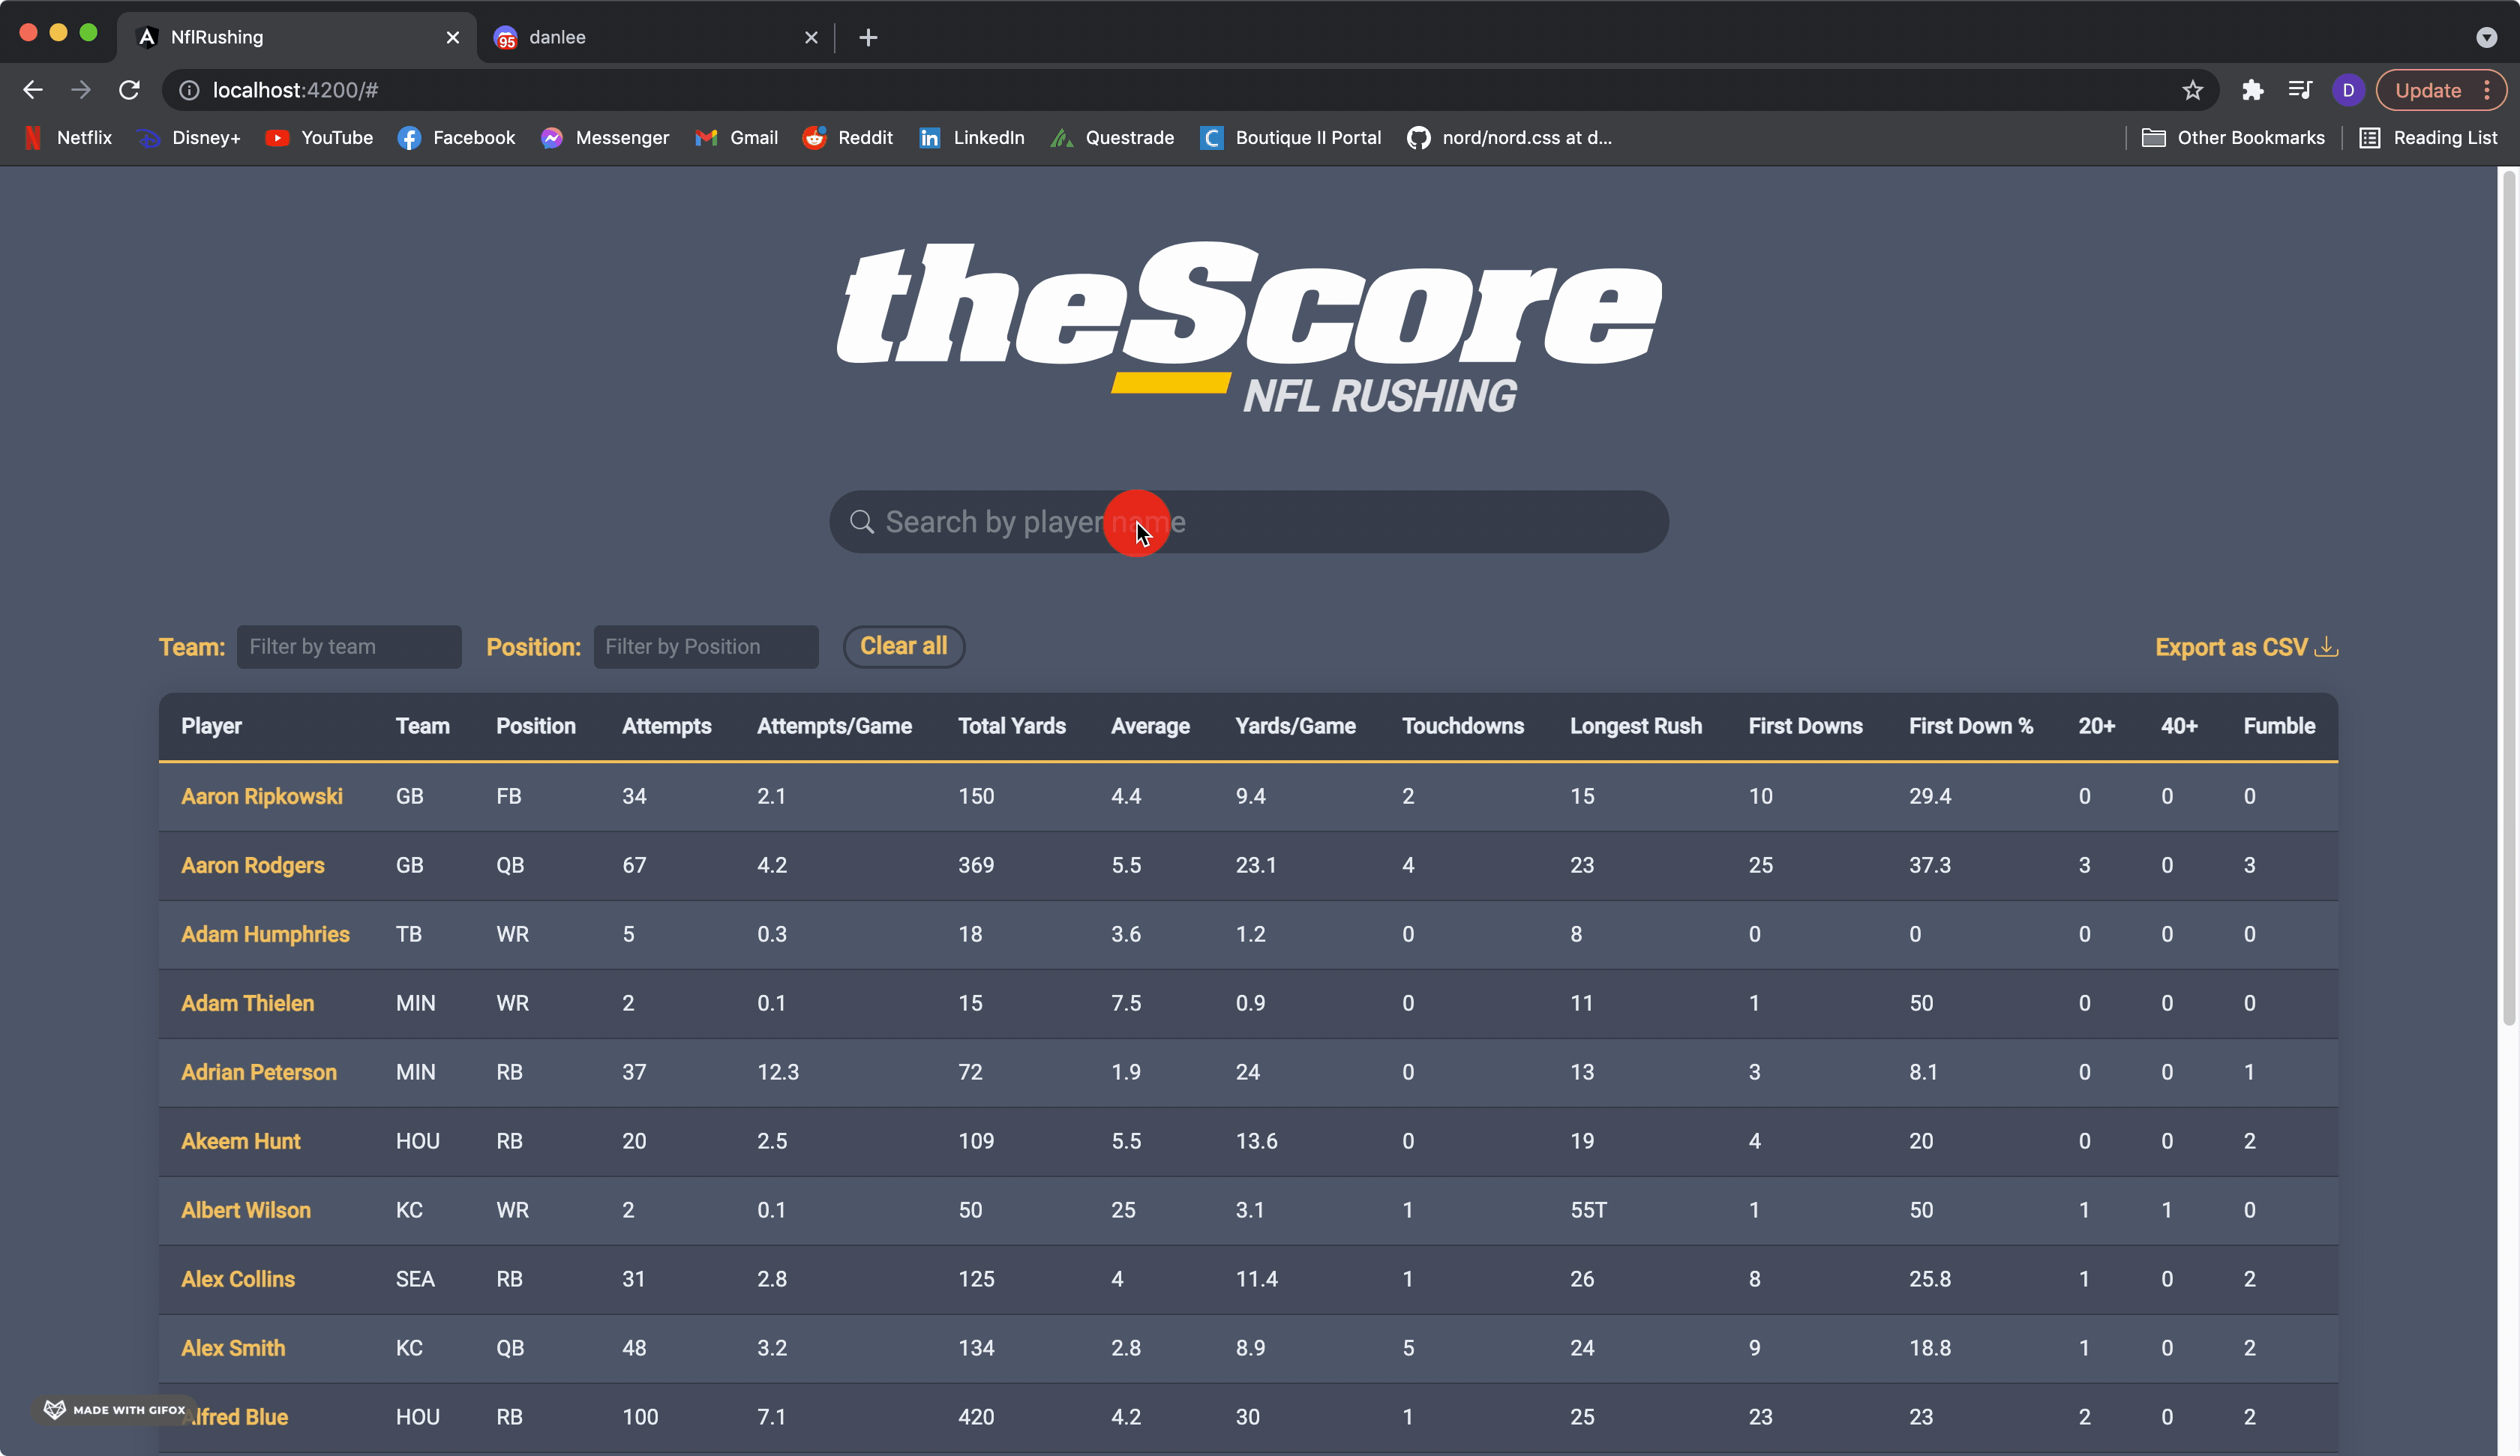 NflRushing
95 danlee
localhost:4200/#
D
Update
Netflix Disney+ YouTube Facebook Messenger Gmail Reddit LinkedIn Questrade Boutique II Portal nord/nord.css at d... Other Bookmarks Reading List
theScore
NFL RUSHING
Search by player name
Team: Filter by team Position: Filter by Position Clear all Export as CSV
Player Team Position Attempts Attempts/Game Total Yards Average Yards/Game Touchdowns Longest Rush First Downs First Down % 20+ 40+ Fumble
Aaron Ripkowski GB FB 34 2.1 150 4.4 9.4 2 15 10 29.4 0 0 0
Aaron Rodgers GB QB 67 4.2 369 5.5 23.1 4 23 25 37.3 3 0 3
Adam Humphries TB WR 5 0.3 18 3.6 1.2 0 8 0 0 0 0 0
Adam Thielen MIN WR 2 0.1 15 7.5 0.9 0 11 1 50 0 0 0
Adrian Peterson MIN RB 37 12.3 72 1.9 24 0 13 3 8.1 0 0 1
Akeem Hunt HOU RB 20 2.5 109 5.5 13.6 0 19 4 20 0 0 2
Albert Wilson KC WR 2 0.1 50 25 3.1 1 55T 1 50 1 1 0
Alex Collins SEA RB 31 2.8 125 4 11.4 1 26 8 25.8 1 0 2
Alex Smith KC QB 48 3.2 134 2.8 8.9 5 24 9 18.8 1 0 2
Alfred Blue HOU RB 100 7.1 420 4.2 30 1 25 23 23 2 0 2
MADE WITH GIFOX